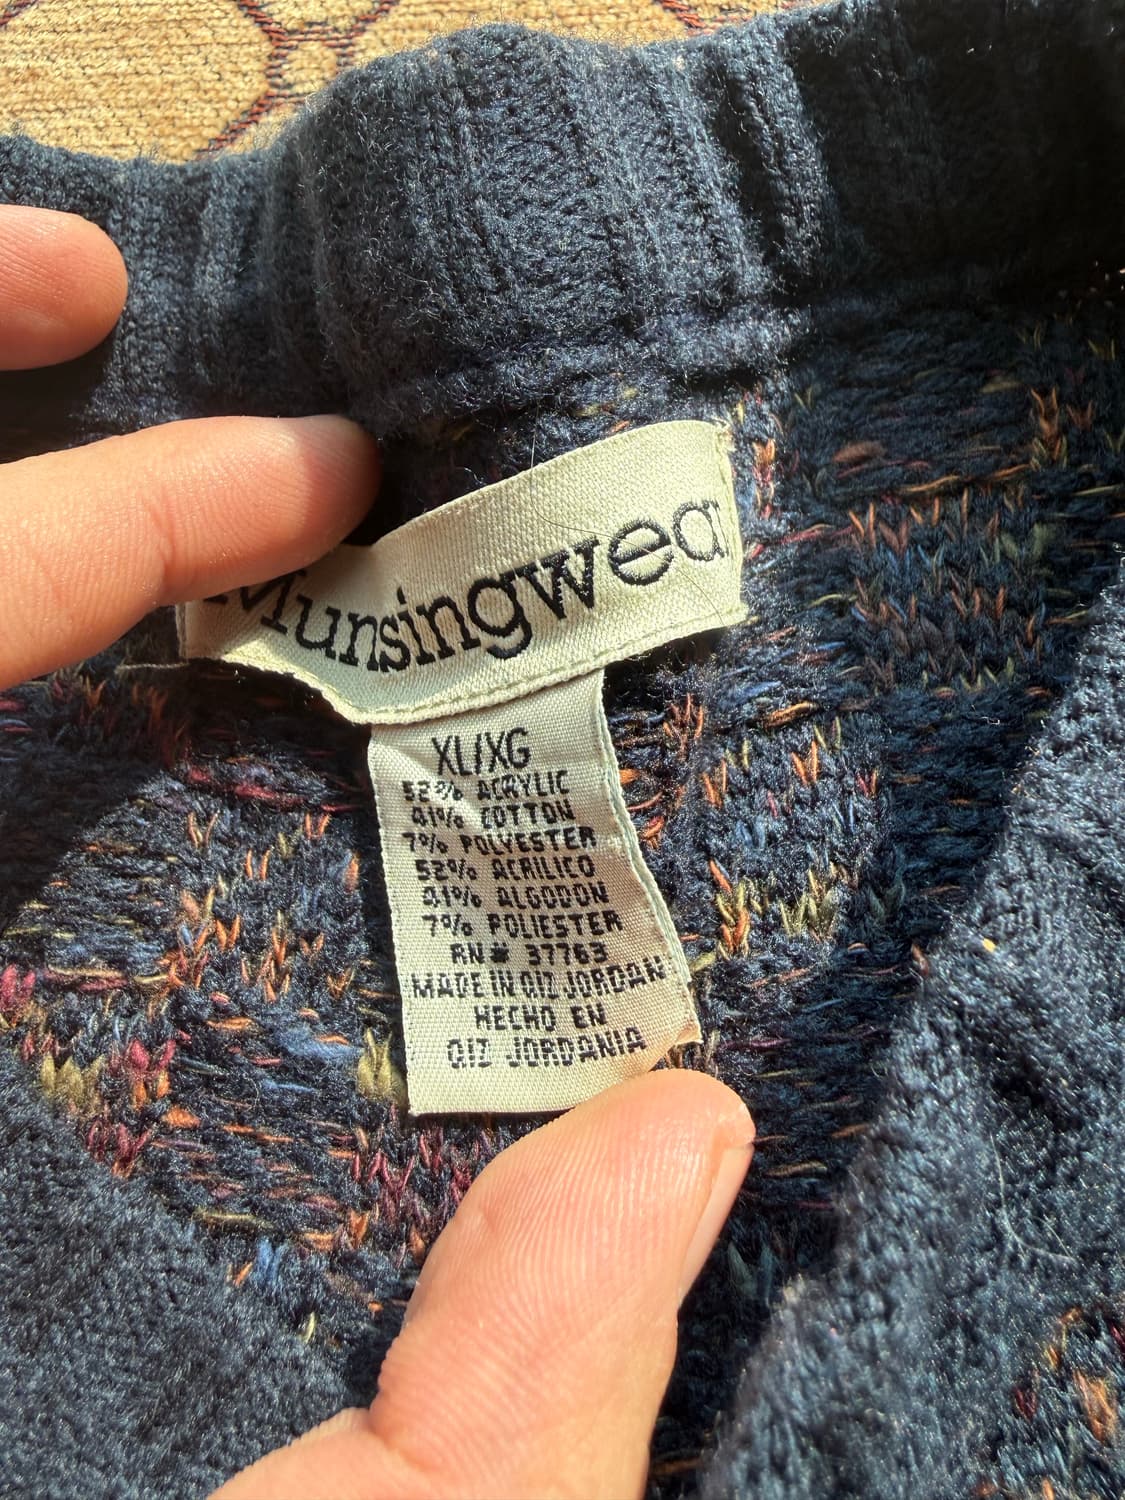 Munsingwear
XL/XG
52% ACRYLIC
41% COTTON
7% POLYESTER
52% ACRILICO
41% ALGODON
7% POLIESTER
RN# 37763
MADE IN QIZ JORDAN
HECHO EN
QIZ JORDANIA